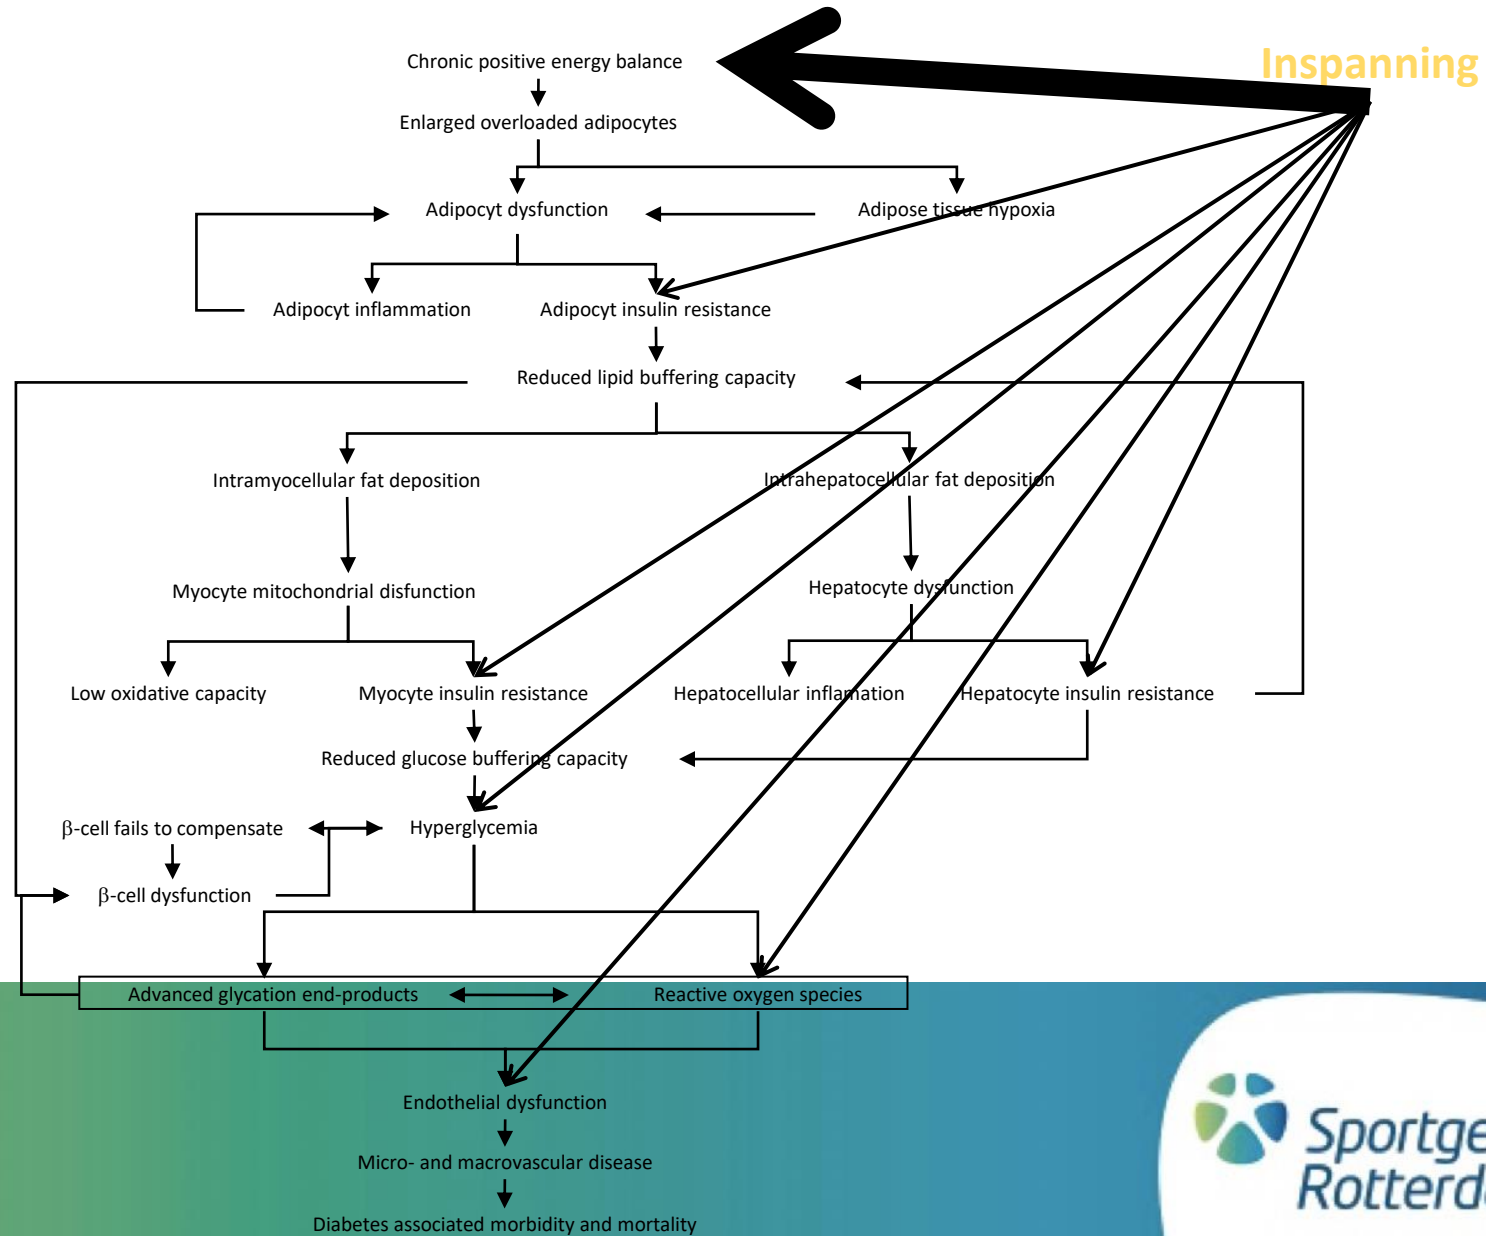 Inspanning
Chronic positive energy balance
Enlarged overloaded adipocytes
Adipocyt dysfunction
Adipose tissue hypoxia
Adipocyt inflammation
Adipocyt insulin resistance
Reduced lipid buffering capacity
Intramyocellular fat deposition
Intrahepatocellular fat deposition
Myocyte mitochondrial disfunction
Hepatocyte dysfunction
Low oxidative capacity
Myocyte insulin resistance
Hepatocellular inflamation
Hepatocyte insulin resistance
Reduced glucose buffering capacity
β-cell fails to compensate
Hyperglycemia
β-cell dysfunction
Advanced glycation end-products
Reactive oxygen species
Endothelial dysfunction
Micro- and macrovascular disease
Diabetes associated morbidity and mortality
Sportge
Rotterd